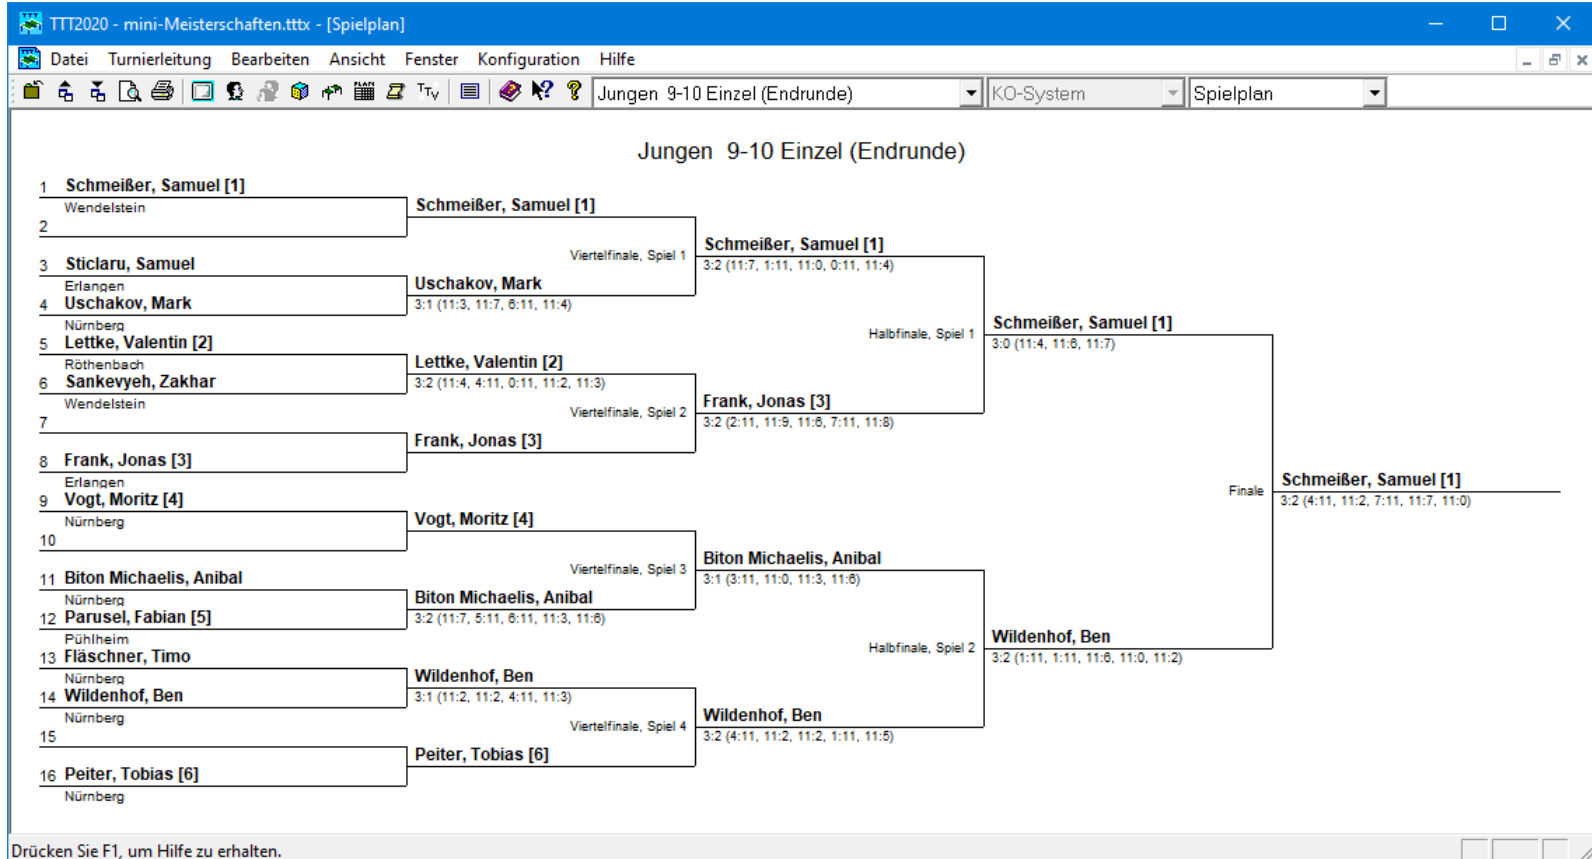 TTT2020 - mini-Meisterschaften.tttx - [Spielplan]
Datei Turnierleitung Bearbeiten Ansicht Fenster Konfiguration Hilfe
Jungen 9-10 Einzel (Endrunde) KO-System Spielplan
Jungen 9-10 Einzel (Endrunde)
1 Schmeißer, Samuel [1]
Wendelstein
2
3 Sticlaru, Samuel
Erlangen
4 Uschakov, Mark
Nürnberg
5 Lettke, Valentin [2]
Röthenbach
6 Sankevyeh, Zakhar
Wendelstein
7
8 Frank, Jonas [3]
Erlangen
9 Vogt, Moritz [4]
Nürnberg
10
11 Biton Michaelis, Anibal
Nürnberg
12 Parusel, Fabian [5]
Pühlheim
13 Fläschner, Timo
Nürnberg
14 Wildenhof, Ben
Nürnberg
15
16 Peiter, Tobias [6]
Nürnberg
Schmeißer, Samuel [1]
Uschakov, Mark
3:1 (11:3, 11:7, 6:11, 11:4)
Lettke, Valentin [2]
3:2 (11:4, 4:11, 0:11, 11:2, 11:3)
Frank, Jonas [3]
Vogt, Moritz [4]
Biton Michaelis, Anibal
3:2 (11:7, 5:11, 6:11, 11:3, 11:6)
Wildenhof, Ben
3:1 (11:2, 11:2, 4:11, 11:3)
Peiter, Tobias [6]
Viertelfinale, Spiel 1
Schmeißer, Samuel [1]
3:2 (11:7, 1:11, 11:0, 0:11, 11:4)
Viertelfinale, Spiel 2
Frank, Jonas [3]
3:2 (2:11, 11:9, 11:6, 7:11, 11:8)
Viertelfinale, Spiel 3
Biton Michaelis, Anibal
3:1 (3:11, 11:0, 11:3, 11:6)
Viertelfinale, Spiel 4
Wildenhof, Ben
3:2 (4:11, 11:2, 11:2, 1:11, 11:5)
Halbfinale, Spiel 1
Schmeißer, Samuel [1]
3:0 (11:4, 11:6, 11:7)
Halbfinale, Spiel 2
Wildenhof, Ben
3:2 (1:11, 1:11, 11:6, 11:0, 11:2)
Finale
Schmeißer, Samuel [1]
3:2 (4:11, 11:2, 7:11, 11:7, 11:0)
Drücken Sie F1, um Hilfe zu erhalten.